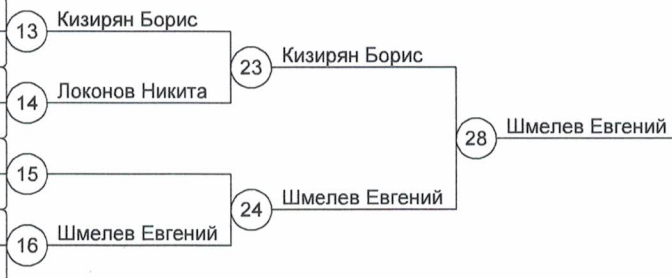 13 Кизирян Борис
23 Кизирян Борис
14 Локонов Никита
28 Шмелев Евгений
15
24 Шмелев Евгений
16 Шмелев Евгений